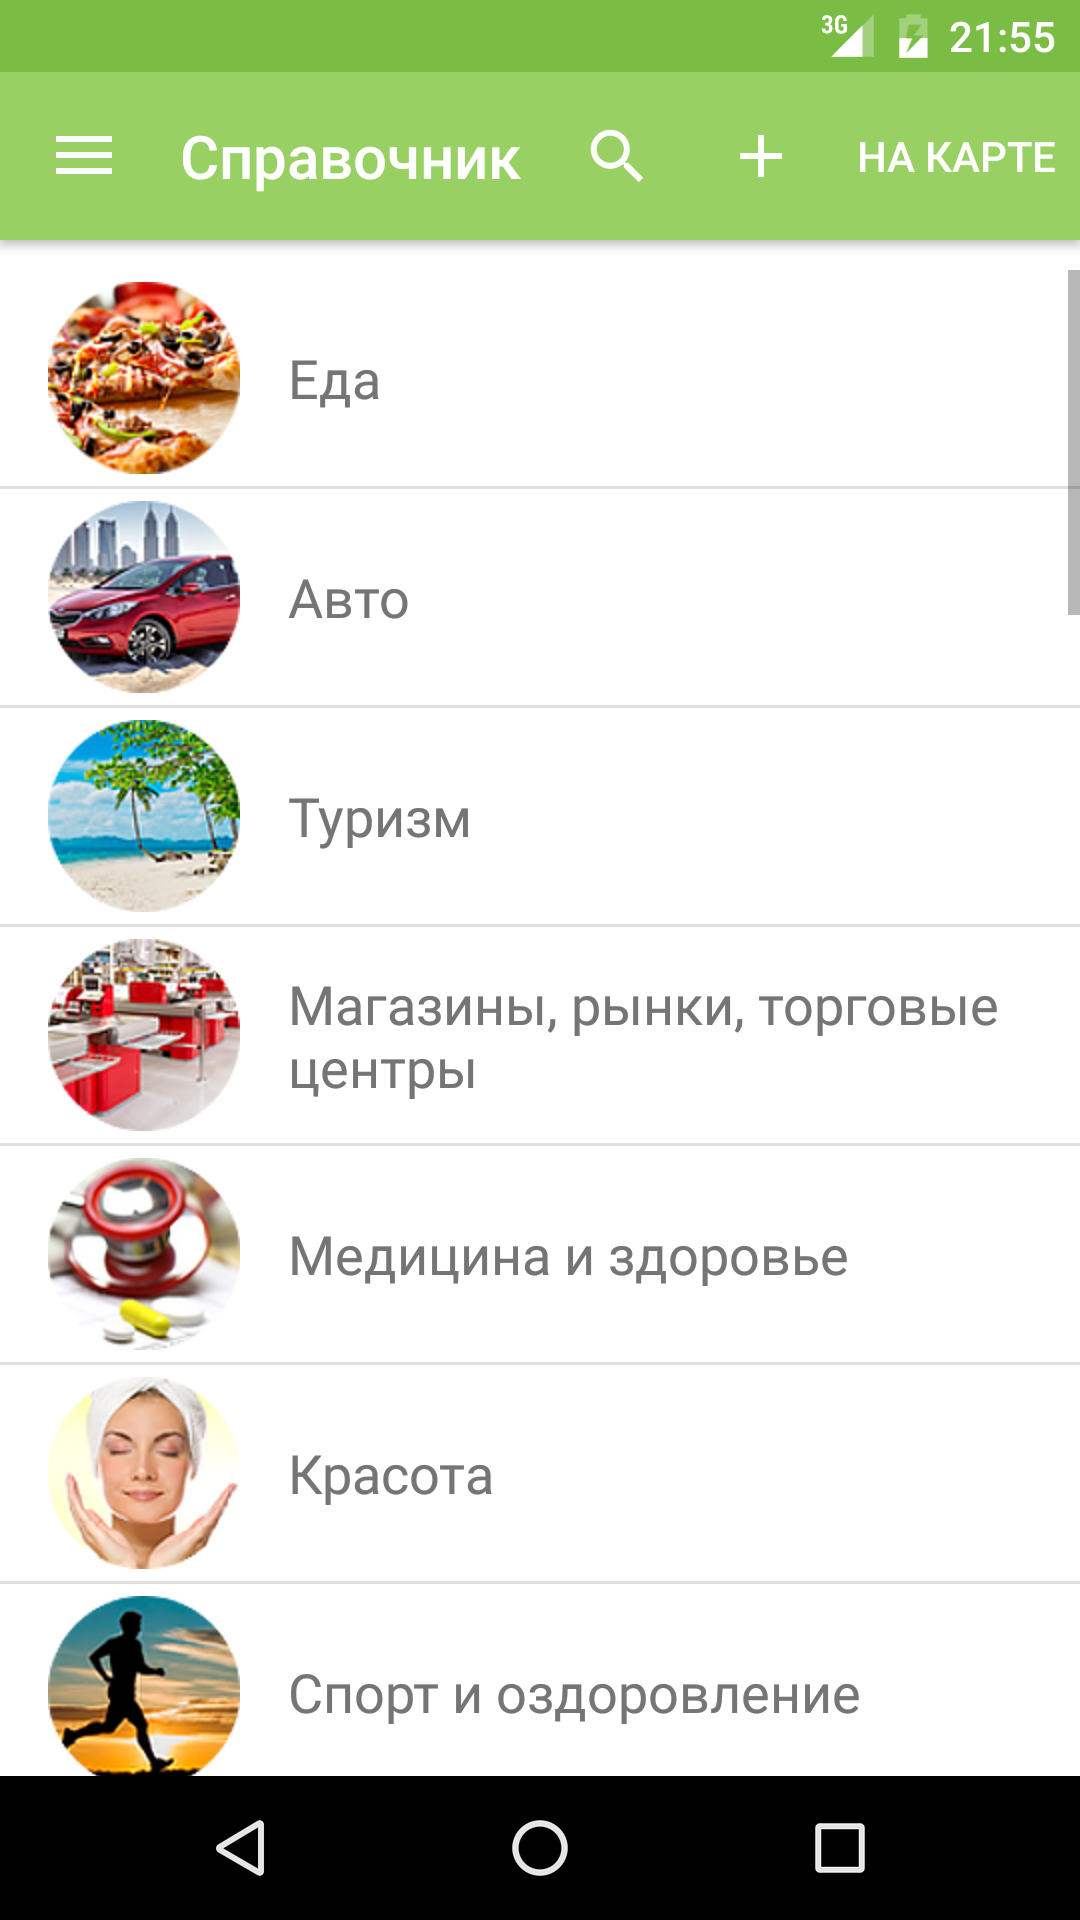 3G 21:55
Справочник НА КАРТЕ
Еда
Авто
Туризм
Магазины, рынки, торговые
центры
Медицина и здоровье
Красота
Спорт и оздоровление